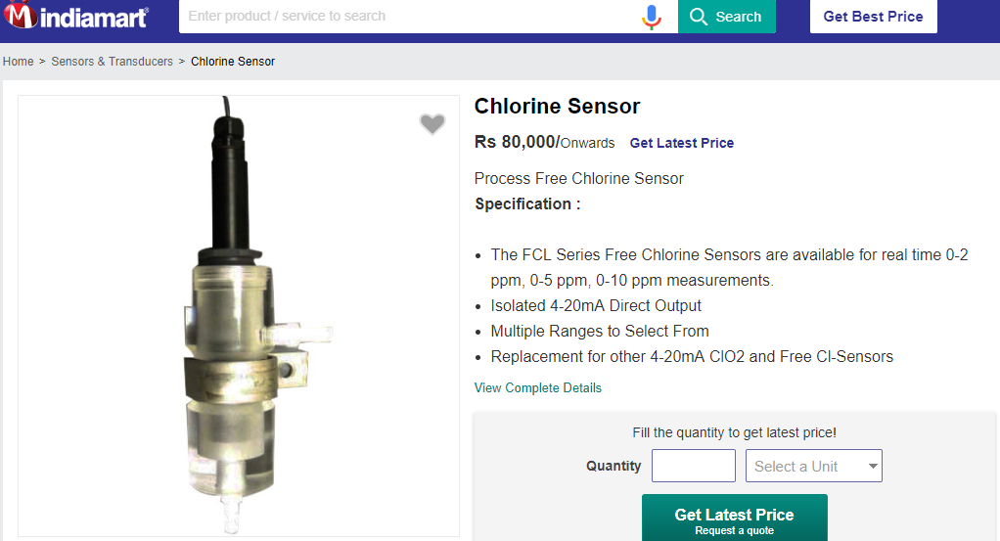 indiamart
Enter product / service to search
Search
Get Best Price
Home > Sensors & Transducers > Chlorine Sensor
Chlorine Sensor
Rs 80,000/Onwards Get Latest Price
Process Free Chlorine Sensor
Specification :
• The FCL Series Free Chlorine Sensors are available for real time 0-2
ppm, 0-5 ppm, 0-10 ppm measurements.
• Isolated 4-20mA Direct Output
• Multiple Ranges to Select From
• Replacement for other 4-20mA ClO2 and Free Cl-Sensors
View Complete Details
Fill the quantity to get latest price!
Quantity
Select a Unit
Get Latest Price
Request a quote